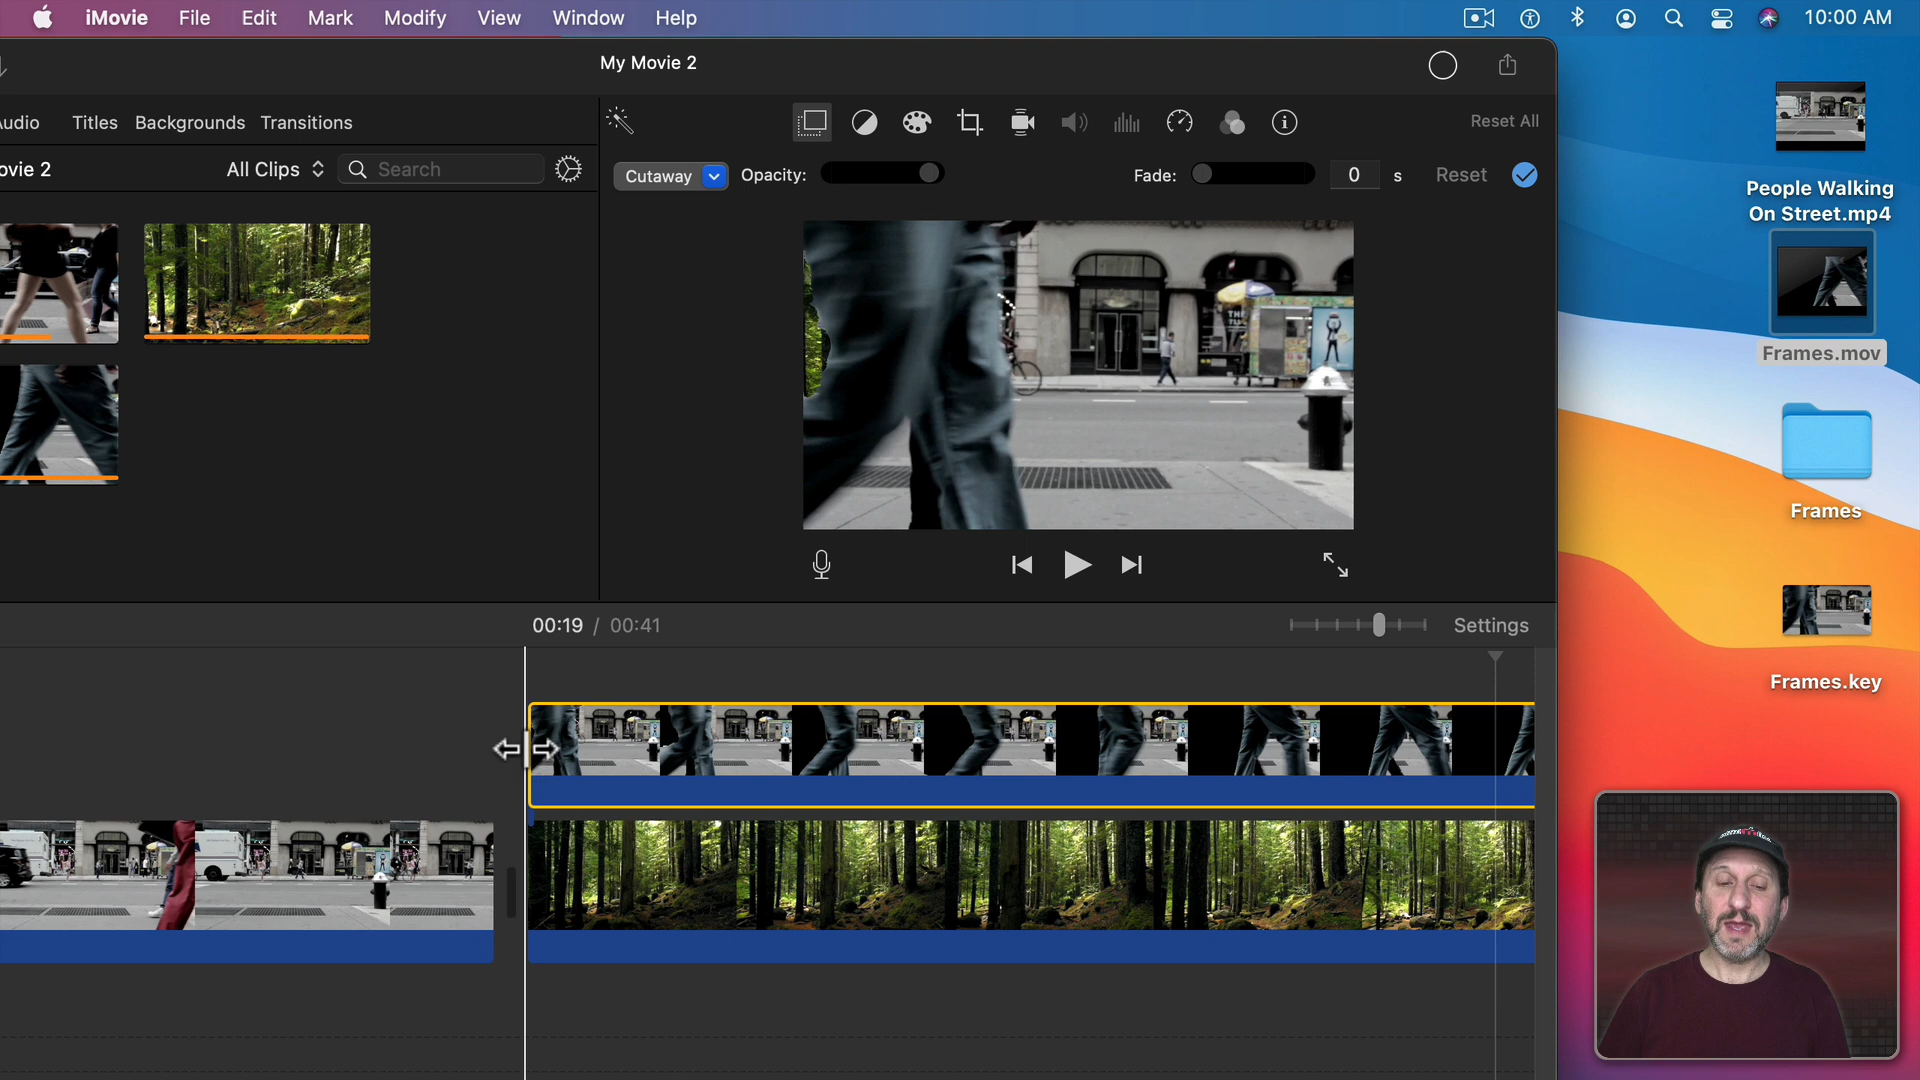 iMovie File Edit Mark Modify View Window Help 10:00 AM
My Movie 2
udio Titles Backgrounds Transitions
Reset All
ovie 2 All Clips Search
Cutaway Opacity: Fade: 0 s Reset
People Walking
On Street.mp4
Frames.mov
Frames
Frames.key
00:19 / 00:41 Settings